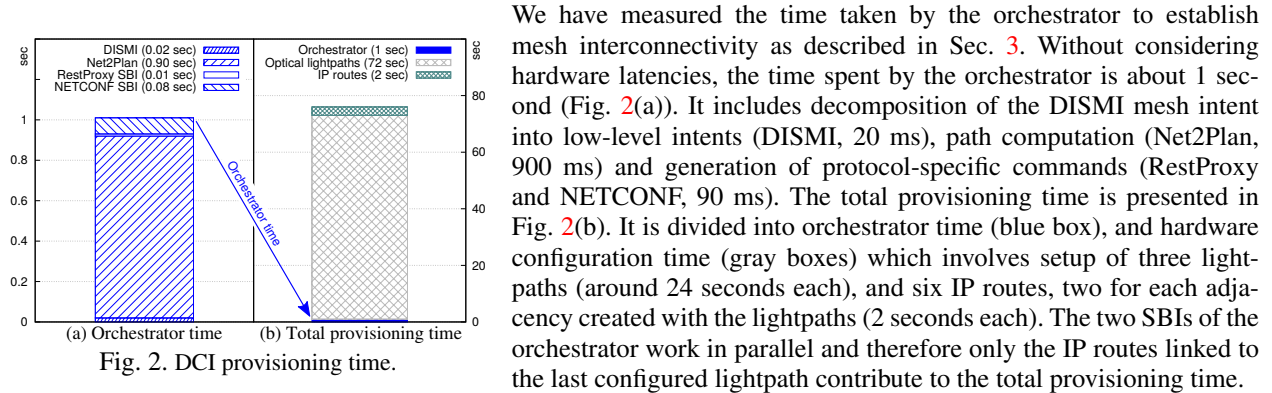 sec
DISMI (0.02 sec)
Net2Plan (0.90 sec)
RestProxy SBI (0.01 sec)
NETCONF SBI (0.08 sec)
1
0.8
0.6
0.4
0.2
0
(a) Orchestrator time
Orchestrator time
Orchestrator (1 sec)
Optical lightpaths (72 sec)
IP routes (2 sec)
sec
80
60
40
20
0
(b) Total provisioning time
Fig. 2. DCI provisioning time.
We have measured the time taken by the orchestrator to establish
mesh interconnectivity as described in Sec. 3. Without considering
hardware latencies, the time spent by the orchestrator is about 1 sec-
ond (Fig. 2(a)). It includes decomposition of the DISMI mesh intent
into low-level intents (DISMI, 20 ms), path computation (Net2Plan,
900 ms) and generation of protocol-specific commands (RestProxy
and NETCONF, 90 ms). The total provisioning time is presented in
Fig. 2(b). It is divided into orchestrator time (blue box), and hardware
configuration time (gray boxes) which involves setup of three light-
paths (around 24 seconds each), and six IP routes, two for each adja-
cency created with the lightpaths (2 seconds each). The two SBIs of the
orchestrator work in parallel and therefore only the IP routes linked to
the last configured lightpath contribute to the total provisioning time.